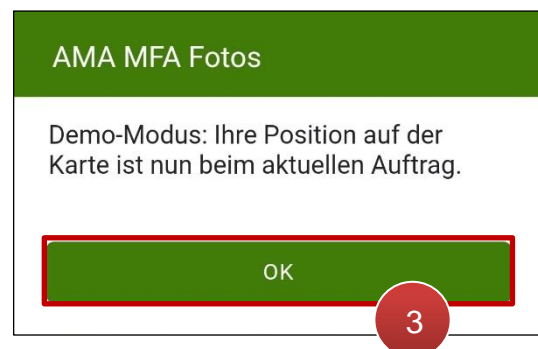 AMA MFA Fotos
Demo-Modus: Ihre Position auf der
Karte ist nun beim aktuellen Auftrag.
OK
3